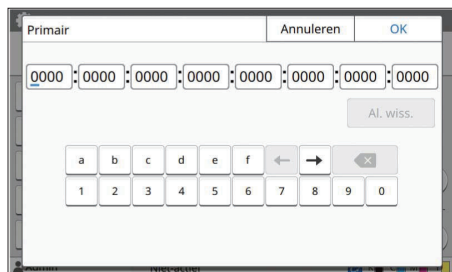 Primair Annuleren OK
0000:0000:0000:0000:0000:0000:0000:0000
Al. wiss.
a b c d e f ← →
1 2 3 4 5 6 7 8 9 0
Admin Niet-actief